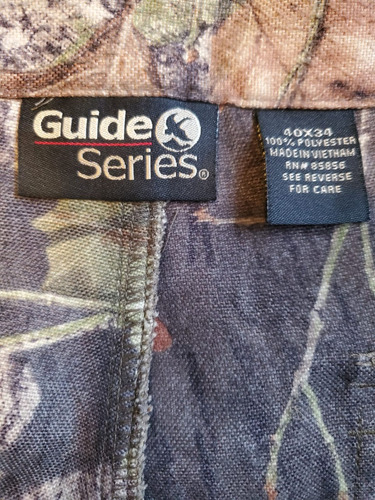 Guide
Series®
40X34
100% POLYESTER
MADE IN VIETNAM
RN# 85856
SEE REVERSE
FOR CARE